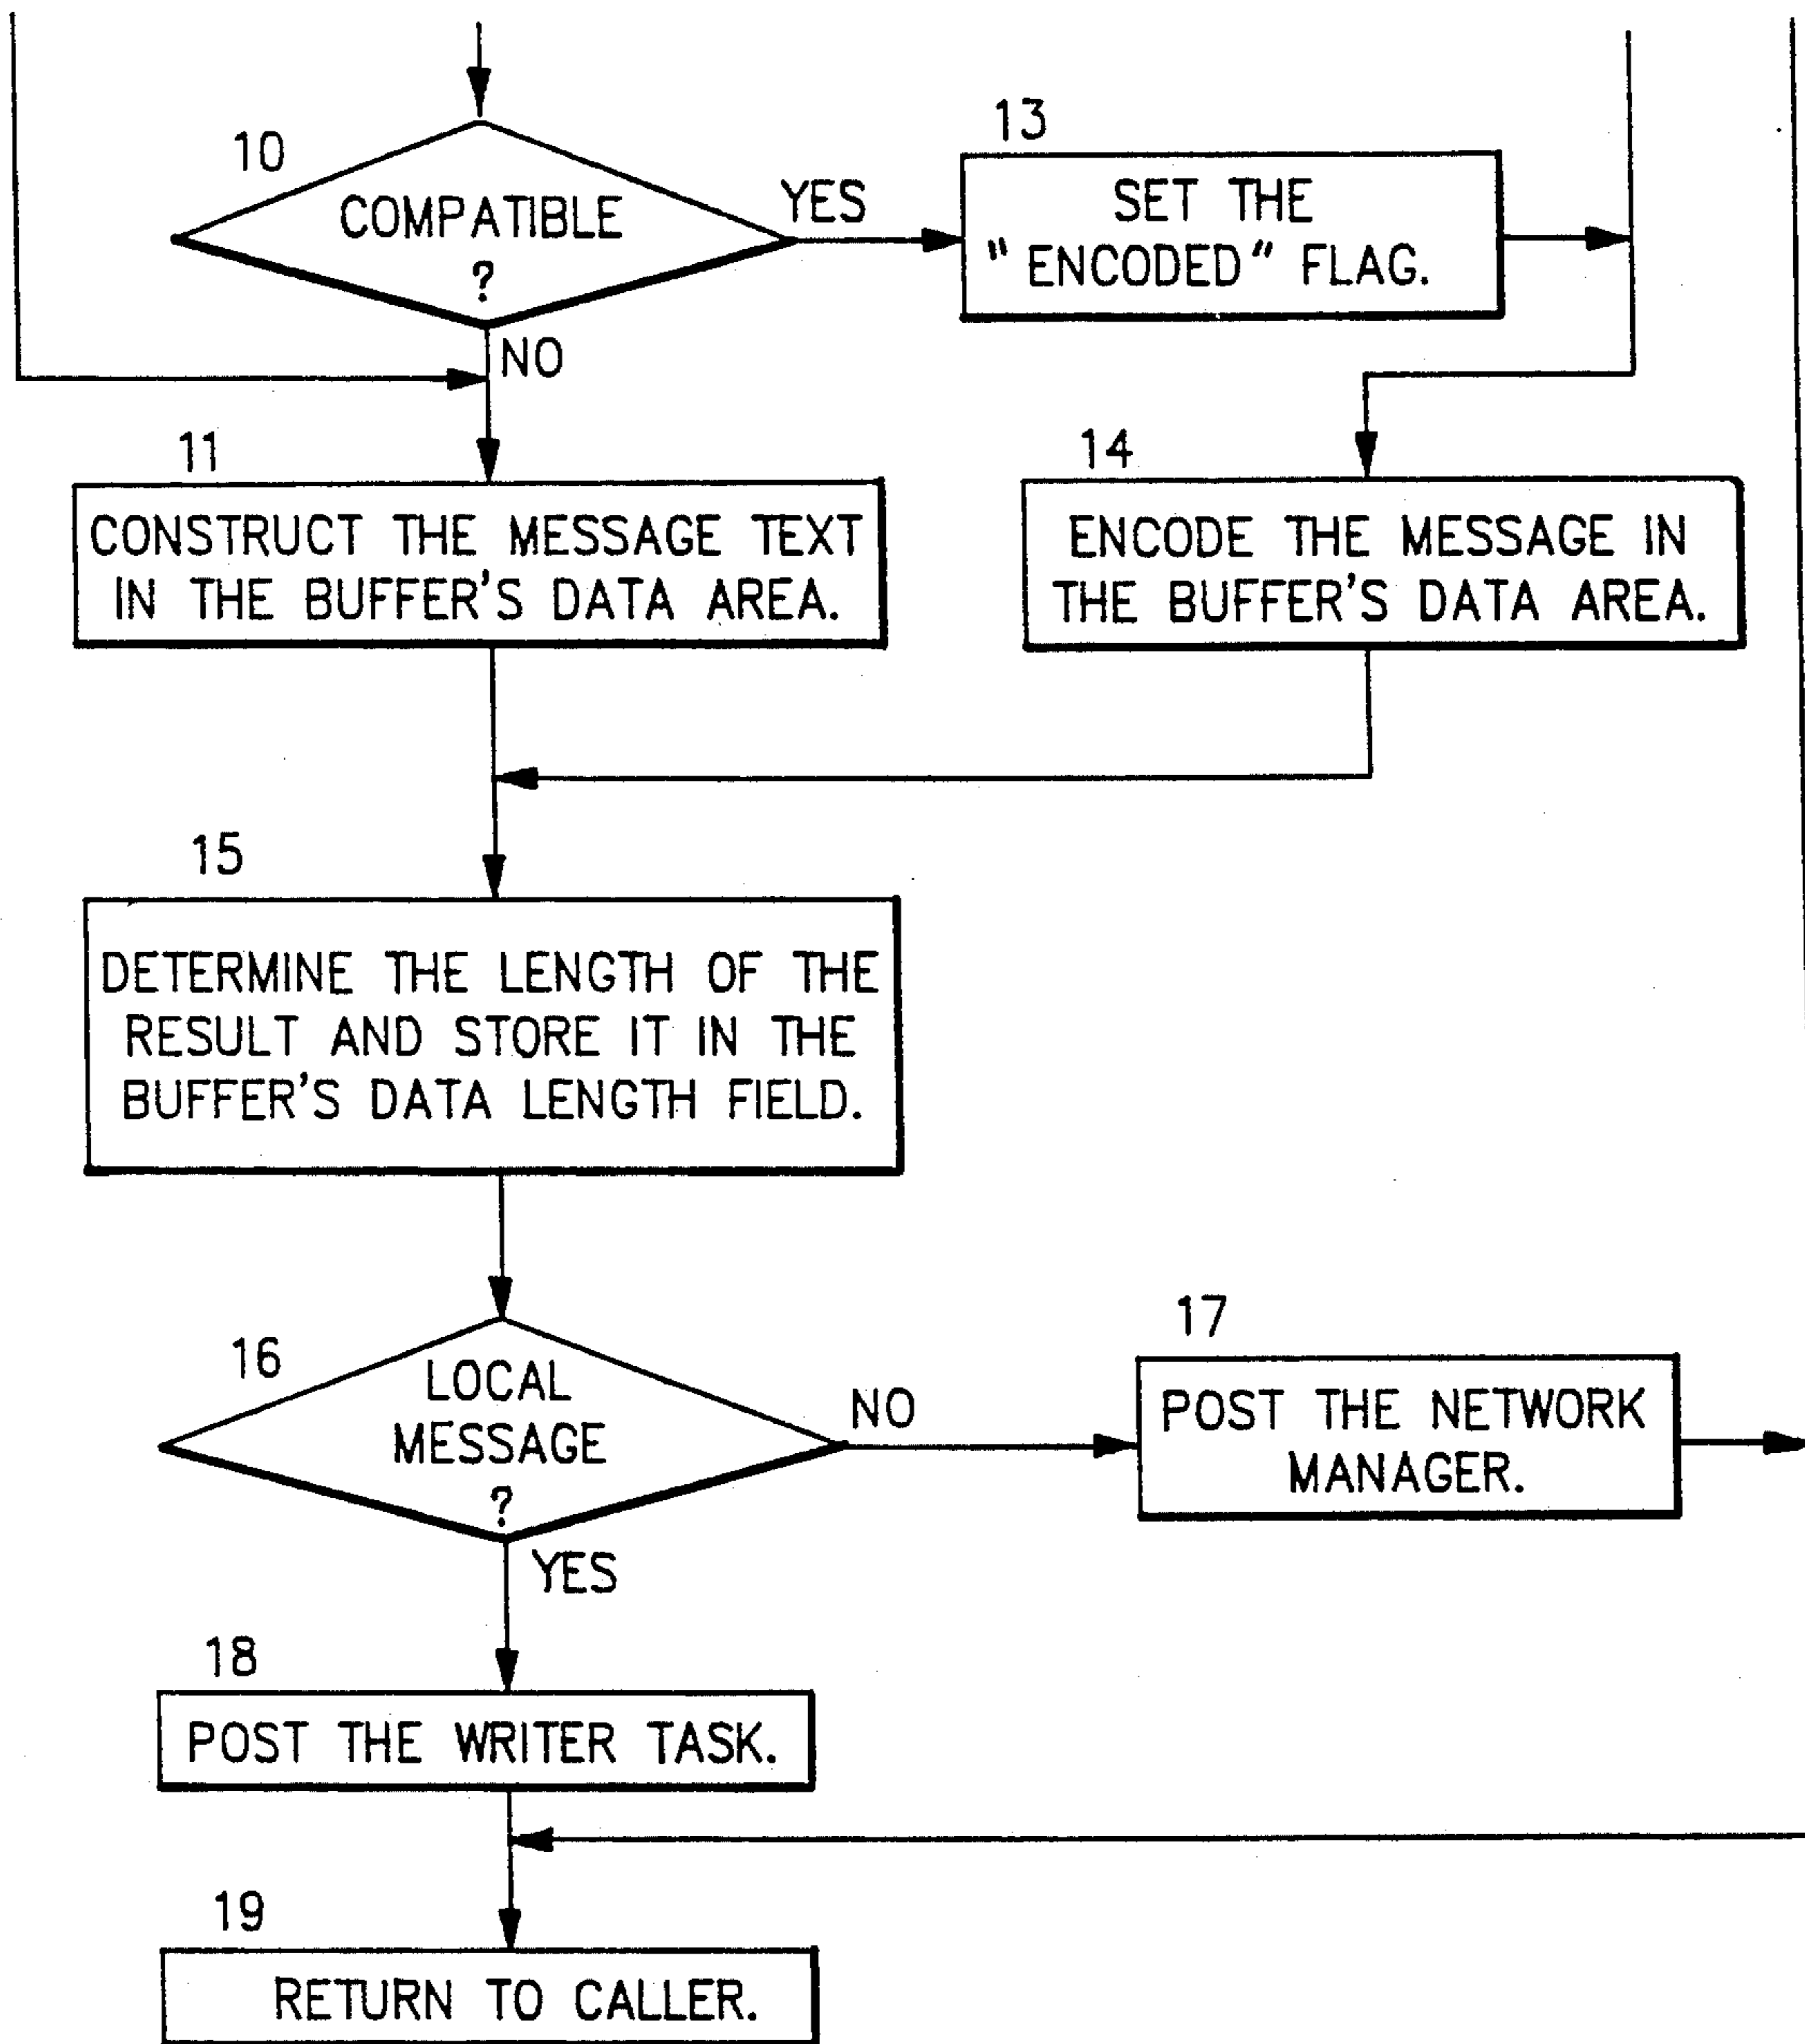 10
COMPATIBLE
?
YES
NO
13
SET THE
"ENCODED" FLAG.
11
CONSTRUCT THE MESSAGE TEXT
IN THE BUFFER'S DATA AREA.
14
ENCODE THE MESSAGE IN
THE BUFFER'S DATA AREA.
15
DETERMINE THE LENGTH OF THE
RESULT AND STORE IT IN THE
BUFFER'S DATA LENGTH FIELD.
16
LOCAL
MESSAGE
?
NO
YES
17
POST THE NETWORK
MANAGER.
18
POST THE WRITER TASK.
19
RETURN TO CALLER.